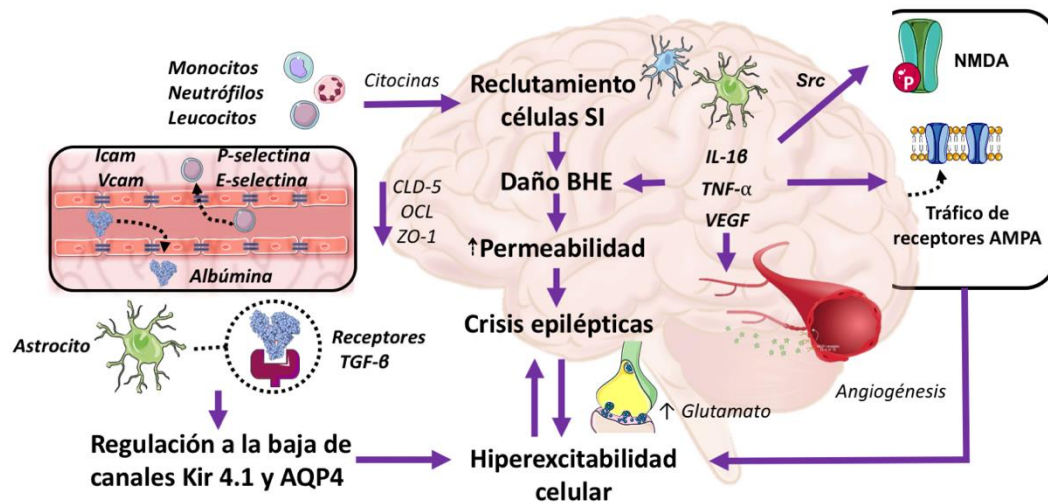 Monocitos
Neutrófilos
Leucocitos
Citocinas
Reclutamiento
células SI
Src
NMDA
P
Icam
Vcam
P-selectina
E-selectina
Albúmina
CLD-5
OCL
ZO-1
Daño BHE
IL-1β
TNF-α
VEGF
Tráfico de
receptores AMPA
↑Permeabilidad
Crisis epilépticas
Astrocito
Receptores
TGF-β
↑ Glutamato
Angiogénesis
Regulación a la baja de
canales Kir 4.1 y AQP4
Hiperexcitabilidad
celular